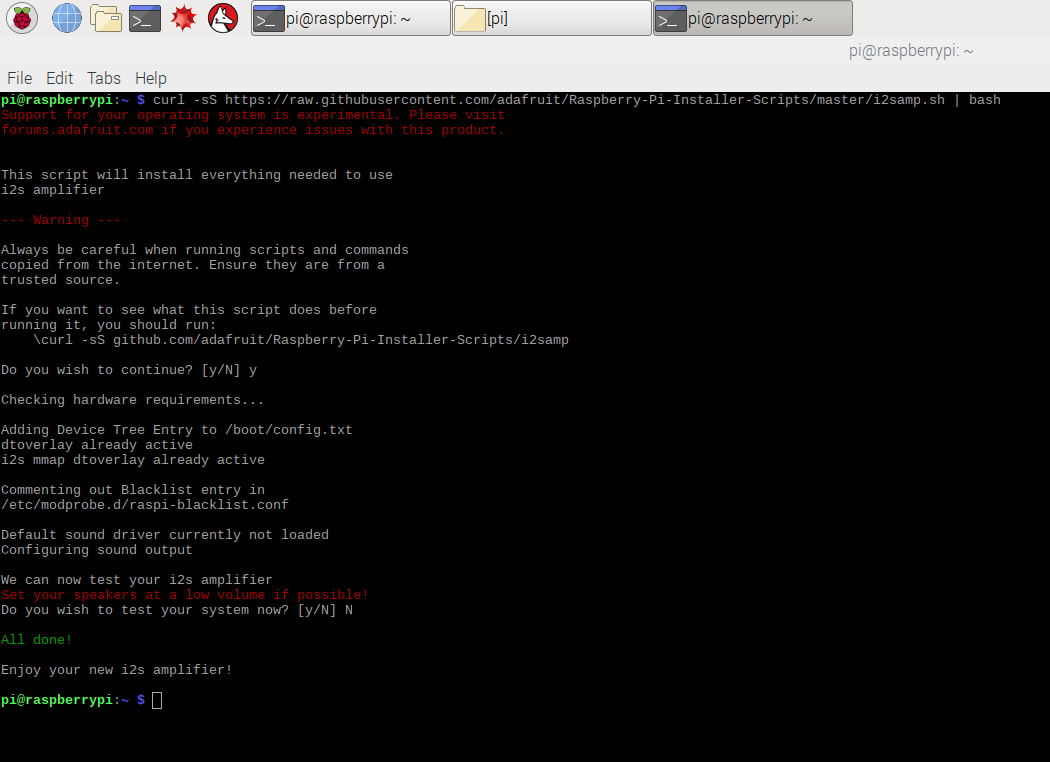 pi@raspberrypi: ~ [pi] pi@raspberrypi: ~
pi@raspberrypi: ~
File Edit Tabs Help
pi@raspberrypi:~ $ curl -sS https://raw.githubusercontent.com/adafruit/Raspberry-Pi-Installer-Scripts/master/i2samp.sh | bash
Support for your operating system is experimental. Please visit
forums.adafruit.com if you experience issues with this product.
This script will install everything needed to use
i2s amplifier
--- Warning ---
Always be careful when running scripts and commands
copied from the internet. Ensure they are from a
trusted source.
If you want to see what this script does before
running it, you should run:
\curl -sS github.com/adafruit/Raspberry-Pi-Installer-Scripts/i2samp
Do you wish to continue? [y/N] y
Checking hardware requirements...
Adding Device Tree Entry to /boot/config.txt
dtoverlay already active
i2s mmap dtoverlay already active
Commenting out Blacklist entry in
/etc/modprobe.d/raspi-blacklist.conf
Default sound driver currently not loaded
Configuring sound output
We can now test your i2s amplifier
Set your speakers at a low volume if possible!
Do you wish to test your system now? [y/N] N
All done!
Enjoy your new i2s amplifier!
pi@raspberrypi:~ $